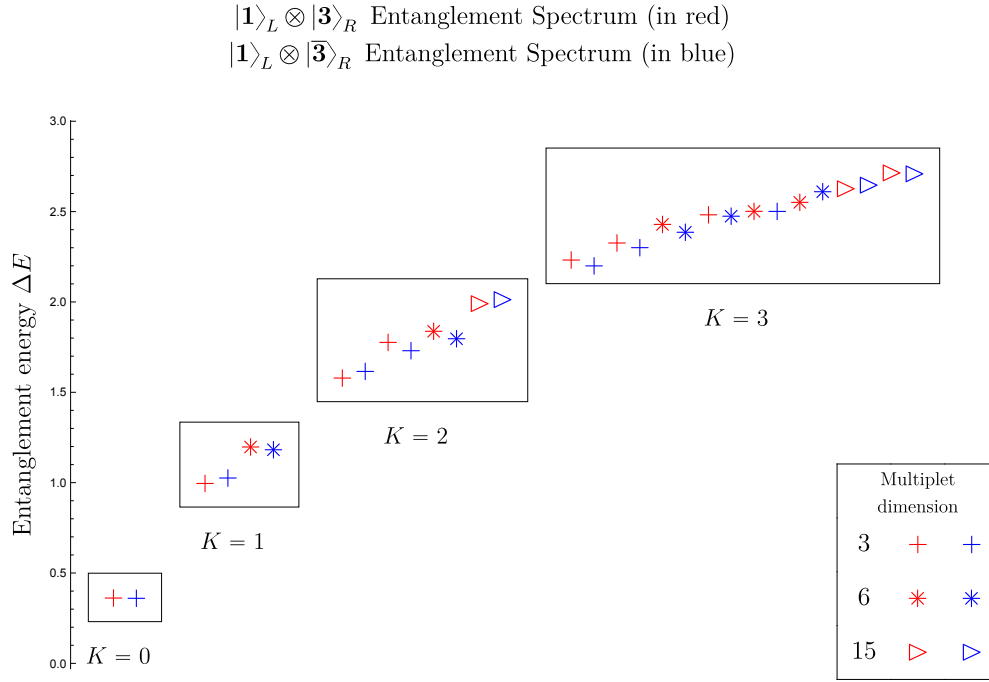 |1⟩_L ⊗ |3⟩_R Entanglement Spectrum (in red)
|1⟩_L ⊗ |3̅⟩_R Entanglement Spectrum (in blue)
Entanglement energy ΔE
3.0
2.5
2.0
1.5
1.0
0.5
0.0
K = 3
K = 2
K = 1
K = 0
Multiplet
dimension
3
6
15